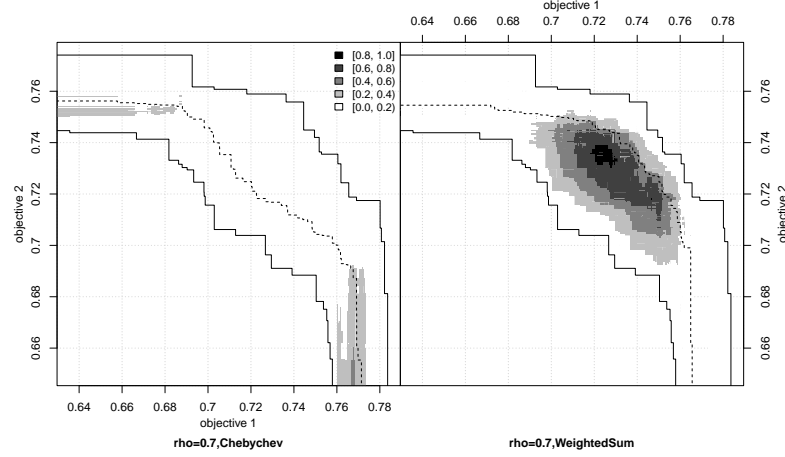 objective 1
0.64 0.66 0.68 0.7 0.72 0.74 0.76 0.78
[0.8, 1.0]
[0.6, 0.8)
[0.4, 0.6)
[0.2, 0.4)
[0.0, 0.2)
objective 2
0.76
0.74
0.72
0.7
0.68
0.66
0.76
0.74
0.72
0.7
0.68
0.66
objective 2
0.64 0.66 0.68 0.7 0.72 0.74 0.76 0.78
objective 1
rho=0.7,Chebychev
rho=0.7,WeightedSum